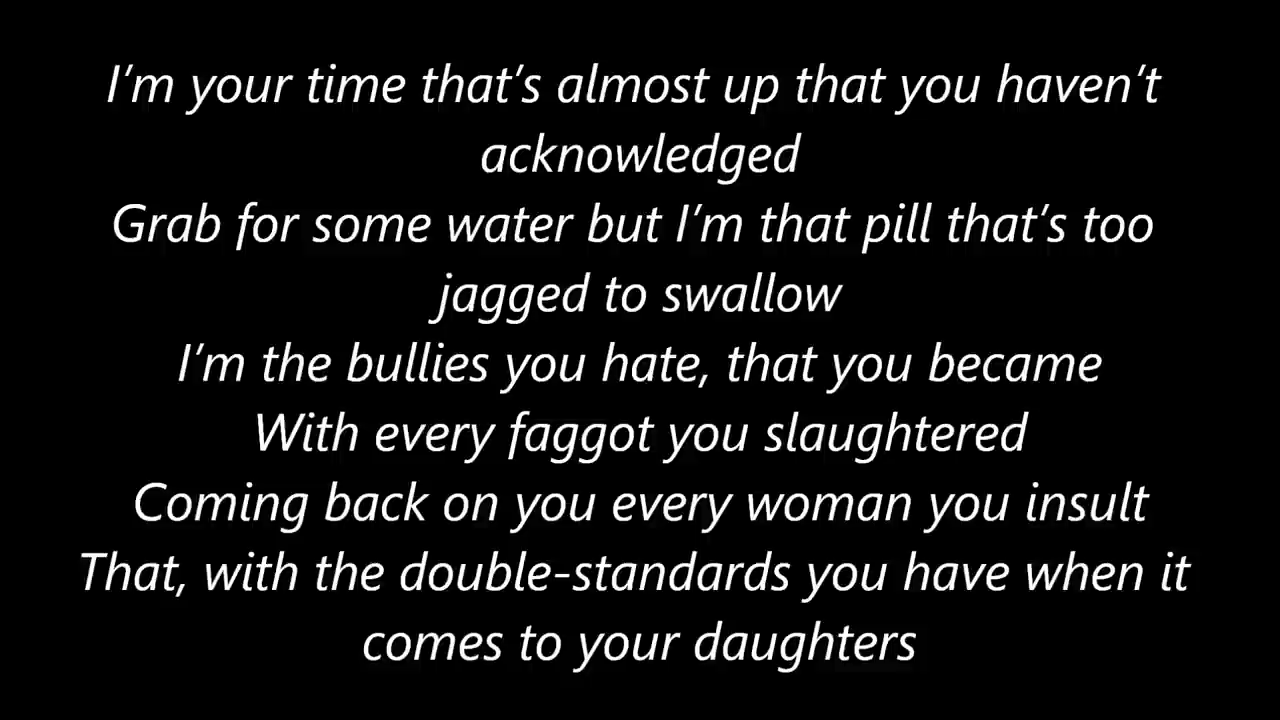 I'm your time that's almost up that you haven't
acknowledged
Grab for some water but I'm that pill that's too
jagged to swallow
I'm the bullies you hate, that you became
With every faggot you slaughtered
Coming back on you every woman you insult
That, with the double-standards you have when it
comes to your daughters